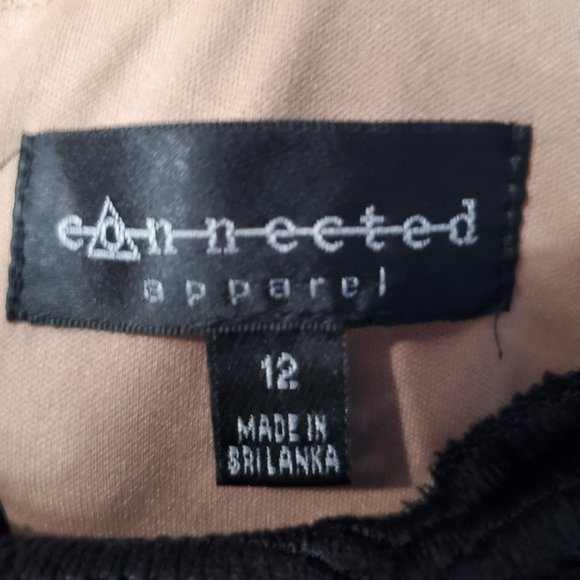 connected
apparel
12
MADE IN
SRI LANKA